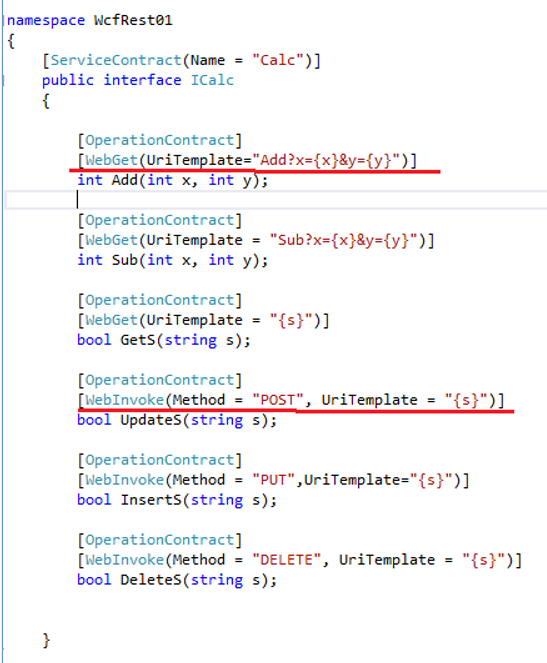 namespace WcfRest01
{
[ServiceContract(Name = "Calc")]
public interface ICalc
{
[OperationContract]
[WebGet(UriTemplate="Add?x={x}&y={y}")]
int Add(int x, int y);
[OperationContract]
[WebGet(UriTemplate = "Sub?x={x}&y={y}")]
int Sub(int x, int y);
[OperationContract]
[WebGet(UriTemplate = "{s}")]
bool GetS(string s);
[OperationContract]
[WebInvoke(Method = "POST", UriTemplate = "{s}")]
bool UpdateS(string s);
[OperationContract]
[WebInvoke(Method = "PUT",UriTemplate="{s}")]
bool InsertS(string s);
[OperationContract]
[WebInvoke(Method = "DELETE", UriTemplate = "{s}")]
bool DeleteS(string s);
}